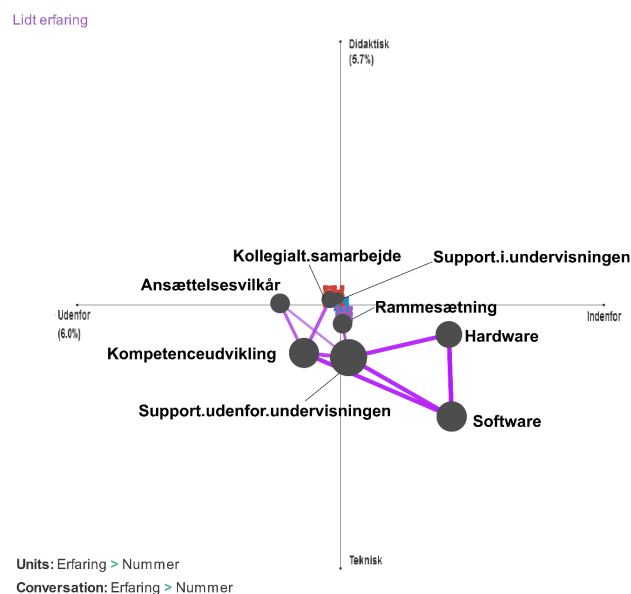 Lidt erfaring
Didaktisk
(5.7%)
Kollegialt.samarbejde
Support.i.undervisningen
Ansættelsesvilkår
Rammesætning
Udenfor
(6.0%)
Indenfor
Hardware
Kompetenceudvikling
Support.udenfor.undervisningen
Software
Teknisk
Units: Erfaring > Nummer
Conversation: Erfaring > Nummer